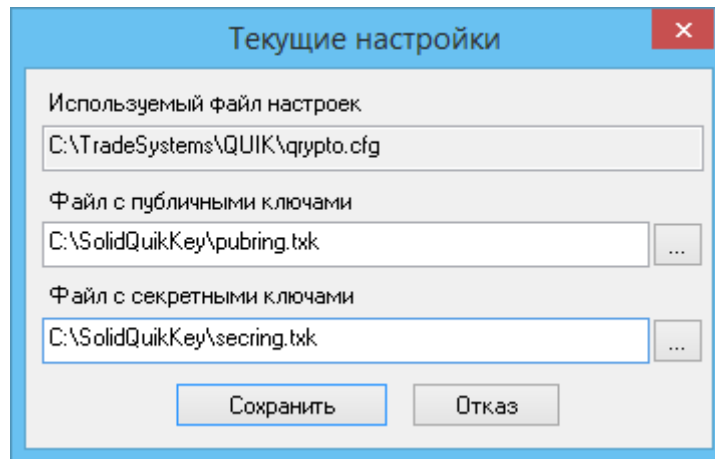 Текущие настройки
Используемый файл настроек
C:\TradeSystems\QUIK\qrypto.cfg
Файл с публичными ключами
C:\SolidQuikKey\pubring.txk
...
Файл с секретными ключами
C:\SolidQuikKey\secring.txk
...
Сохранить Отказ